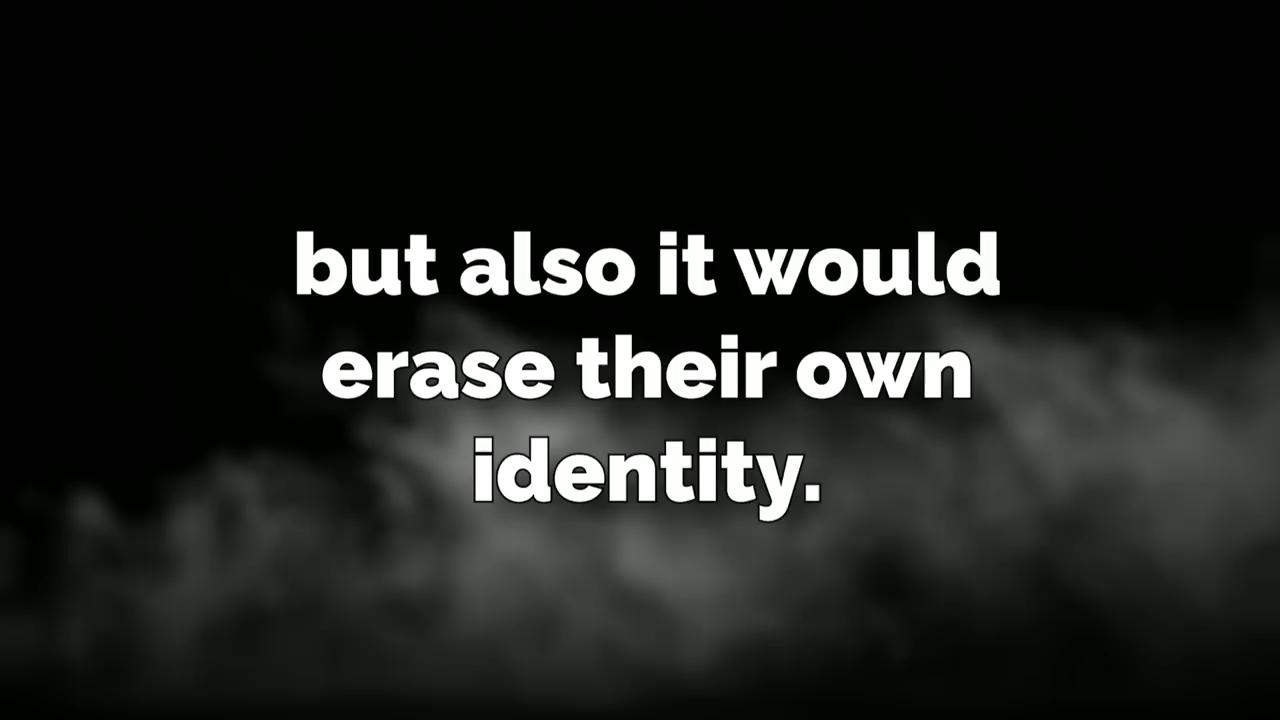 but also it would
erase their own
identity.